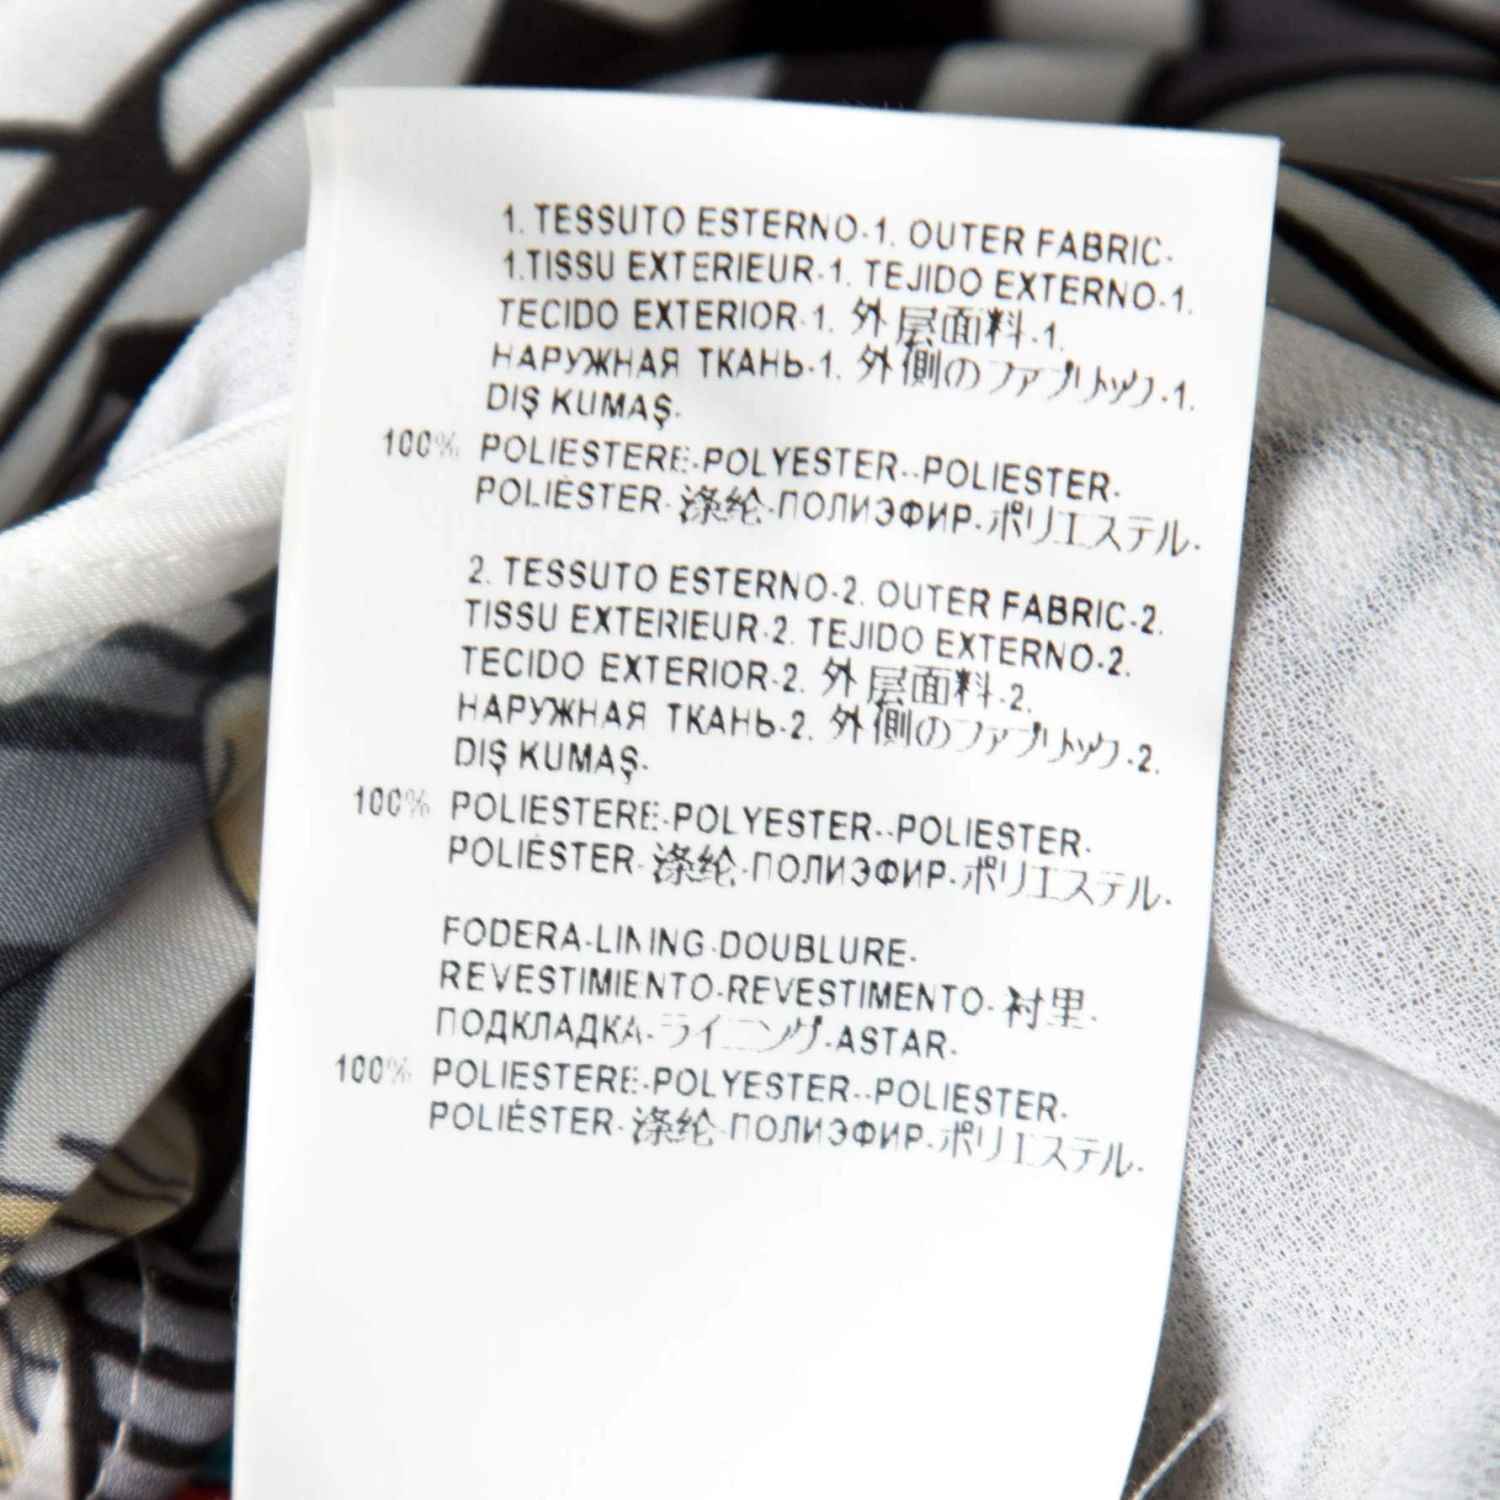 1. TESSUTO ESTERNO-1. OUTER FABRIC-
1.TISSU EXTERIEUR-1. TEJIDO EXTERNO-1.
TECIDO EXTERIOR-1. 外层面料-1.
НАРУЖНАЯ ТКАНЬ-1. 外側のファブリック-1.
DIŞ KUMAŞ-
100% POLIESTERE-POLYESTER--POLIESTER-
POLIÉSTER-涤纶-ПОЛИЭФИР-ポリエステル-
2. TESSUTO ESTERNO-2. OUTER FABRIC-2.
TISSU EXTERIEUR-2. TEJIDO EXTERNO-2.
TECIDO EXTERIOR-2. 外层面料-2.
НАРУЖНАЯ ТКАНЬ-2. 外側のファブリック-2.
DIŞ KUMAŞ-
100% POLIESTERE-POLYESTER--POLIESTER-
POLIÉSTER-涤纶-ПОЛИЭФИР-ポリエステル-
FODERA-LINING-DOUBLURE-
REVESTIMIENTO-REVESTIMENTO-衬里-
ПОДКЛАДКА-ライニング-ASTAR-
100% POLIESTERE-POLYESTER--POLIESTER-
POLIÉSTER-涤纶-ПОЛИЭФИР-ポリエステル-